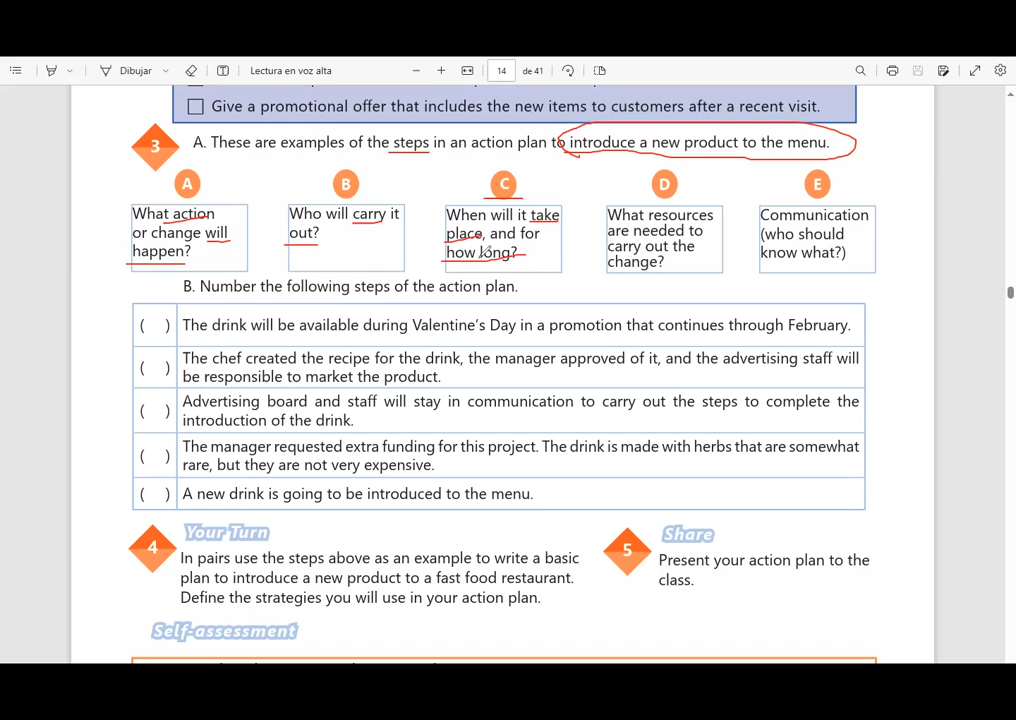 Dibujar
Lectura en voz alta
14 de 41
Give a promotional offer that includes the new items to customers after a recent visit.
3
A. These are examples of the steps in an action plan to introduce a new product to the menu.
A
What action
or change will
happen?
B
Who will carry it
out?
C
When will it take
place, and for
how long?
D
What resources
are needed to
carry out the
change?
E
Communication
(who should
know what?)
B. Number the following steps of the action plan.
( ) The drink will be available during Valentine's Day in a promotion that continues through February.
( ) The chef created the recipe for the drink, the manager approved of it, and the advertising staff will
be responsible to market the product.
( ) Advertising board and staff will stay in communication to carry out the steps to complete the
introduction of the drink.
( ) The manager requested extra funding for this project. The drink is made with herbs that are somewhat
rare, but they are not very expensive.
( ) A new drink is going to be introduced to the menu.
4
Your Turn
In pairs use the steps above as an example to write a basic
plan to introduce a new product to a fast food restaurant.
Define the strategies you will use in your action plan.
5
Share
Present your action plan to the
class.
Self-assessment